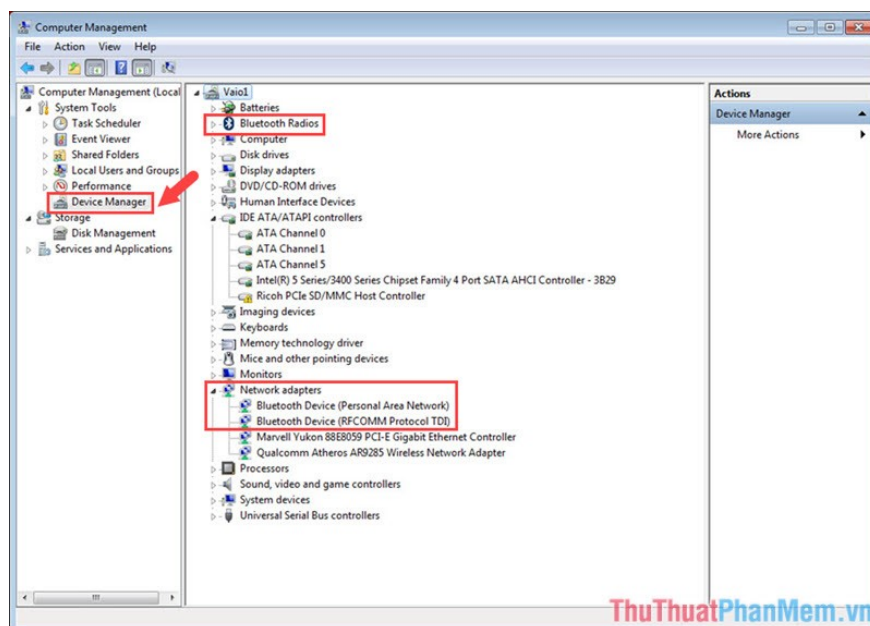 Computer Management
File Action View Help
Computer Management (Local
System Tools
Task Scheduler
Event Viewer
Shared Folders
Local Users and Groups
Performance
Device Manager
Storage
Disk Management
Services and Applications
Vaio1
Batteries
Bluetooth Radios
Computer
Disk drives
Display adapters
DVD/CD-ROM drives
Human Interface Devices
IDE ATA/ATAPI controllers
ATA Channel 0
ATA Channel 1
ATA Channel 5
Intel(R) 5 Series/3400 Series Chipset Family 4 Port SATA AHCI Controller - 3B29
Ricoh PCIe SD/MMC Host Controller
Imaging devices
Keyboards
Memory technology driver
Mice and other pointing devices
Monitors
Network adapters
Bluetooth Device (Personal Area Network)
Bluetooth Device (RFCOMM Protocol TDI)
Marvell Yukon 88E8059 PCI-E Gigabit Ethernet Controller
Qualcomm Atheros AR9285 Wireless Network Adapter
Processors
Sound, video and game controllers
System devices
Universal Serial Bus controllers
Actions
Device Manager
More Actions
ThuThuatPhanMem.vn